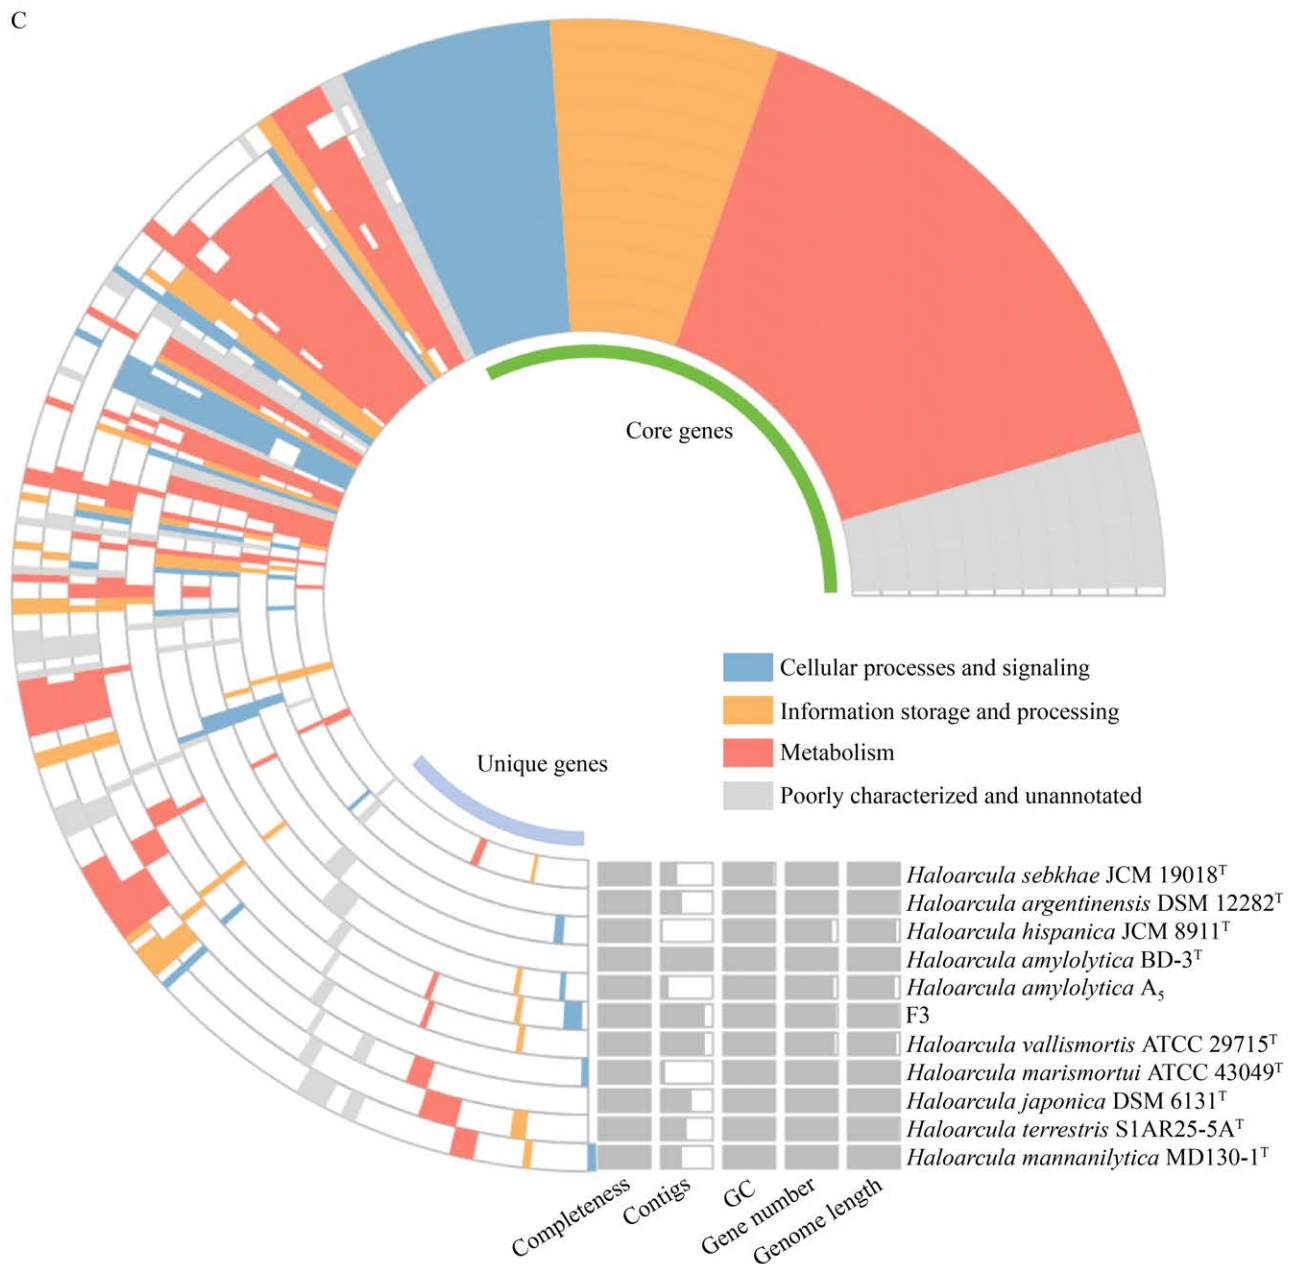 C
Core genes
Cellular processes and signaling
Information storage and processing
Metabolism
Poorly characterized and unannotated
Unique genes
Haloarcula sebkhae JCM 19018ᵀ
Haloarcula argentinensis DSM 12282ᵀ
Haloarcula hispanica JCM 8911ᵀ
Haloarcula amylolytica BD-3ᵀ
Haloarcula amylolytica A₅
F3
Haloarcula vallismortis ATCC 29715ᵀ
Haloarcula marismortui ATCC 43049ᵀ
Haloarcula japonica DSM 6131ᵀ
Haloarcula terrestris S1AR25-5Aᵀ
Haloarcula mannanilytica MD130-1ᵀ
Completeness
Contigs
GC
Gene number
Genome length